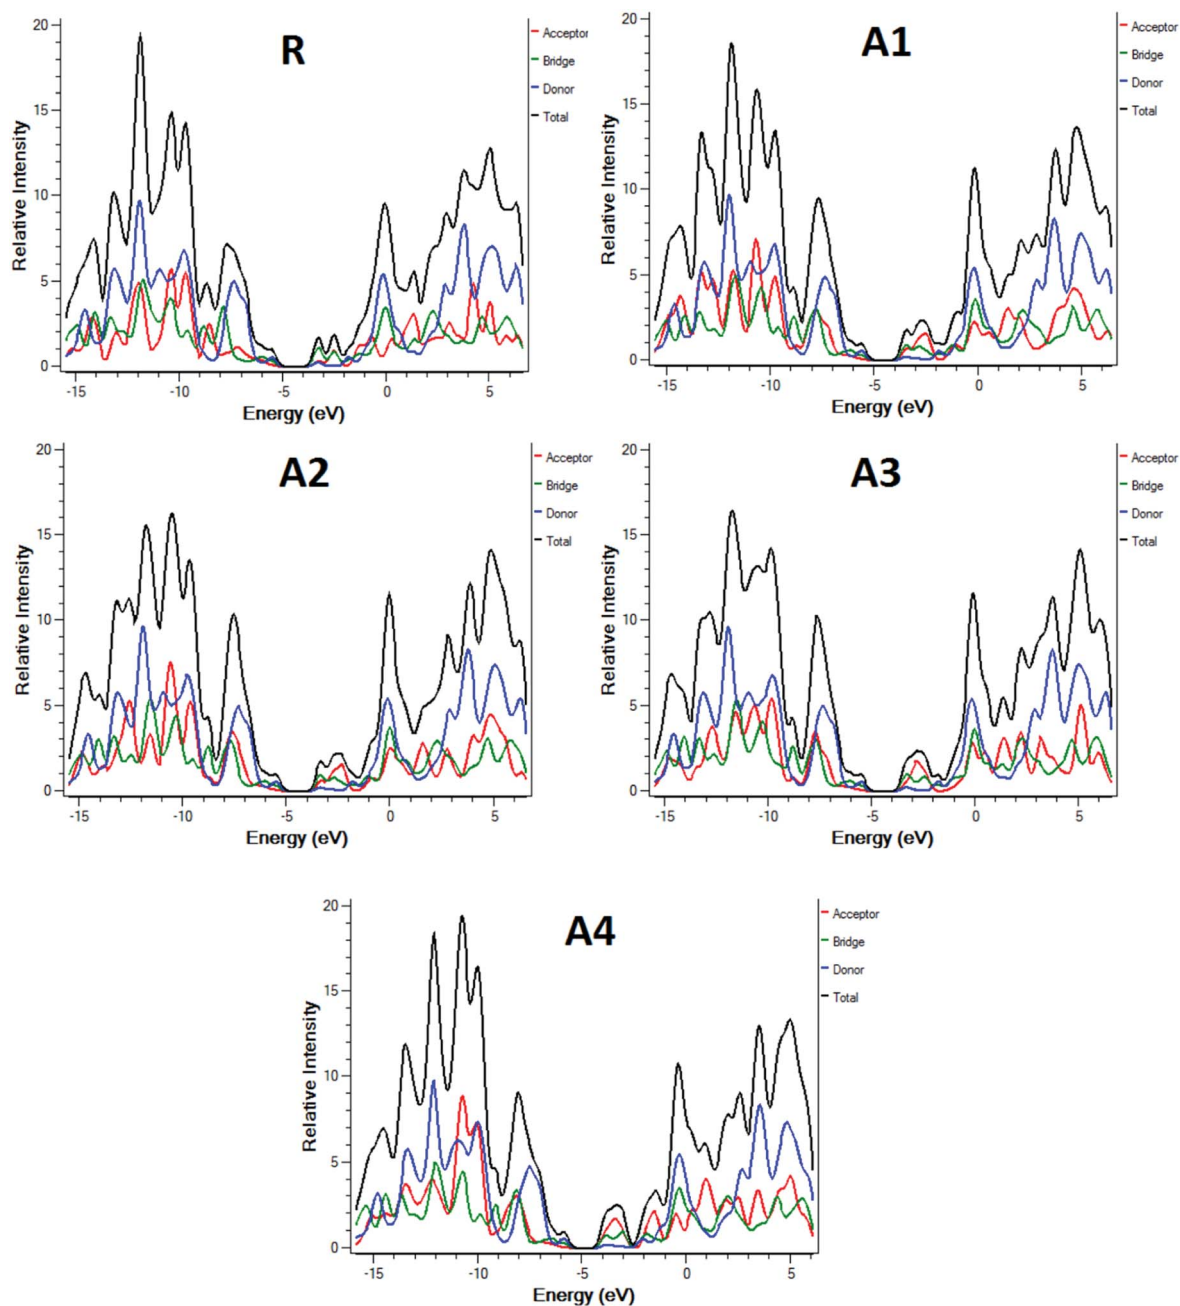 R
20
15
10
5
0
Relative Intensity
-15 -10 -5 0 5
Energy (eV)
Acceptor
Bridge
Donor
Total
A1
20
15
10
5
0
Relative Intensity
-15 -10 -5 0 5
Energy (eV)
Acceptor
Bridge
Donor
Total
A2
20
15
10
5
0
Relative Intensity
-15 -10 -5 0 5
Energy (eV)
Acceptor
Bridge
Donor
Total
A3
20
15
10
5
0
Relative Intensity
-15 -10 -5 0 5
Energy (eV)
Acceptor
Bridge
Donor
Total
A4
20
15
10
5
0
Relative Intensity
-15 -10 -5 0 5
Energy (eV)
Acceptor
Bridge
Donor
Total